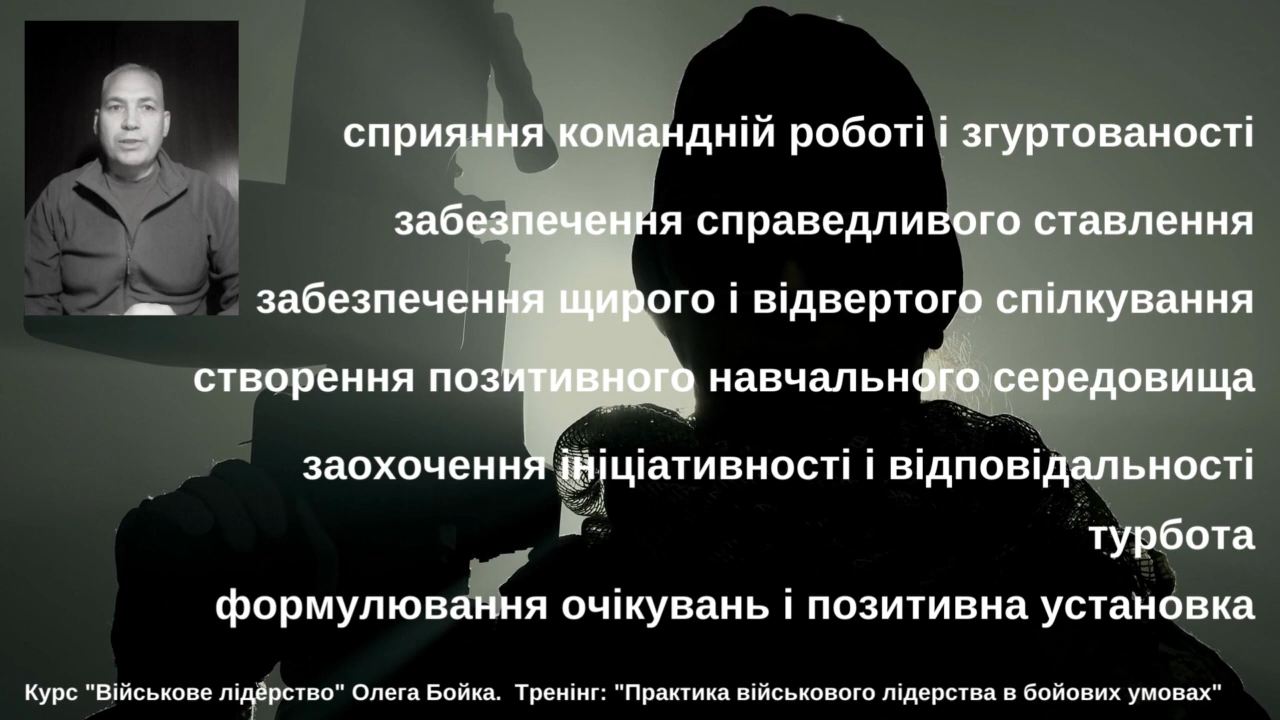 сприяння командній роботі і згуртованості
забезпечення справедливого ставлення
забезпечення щирого і відвертого спілкування
створення позитивного навчального середовища
заохочення ініціативності і відповідальності
турбота
формулювання очікувань і позитивна установка
Курс "Військове лідерство" Олега Бойка. Тренінг: "Практика військового лідерства в бойових умовах"